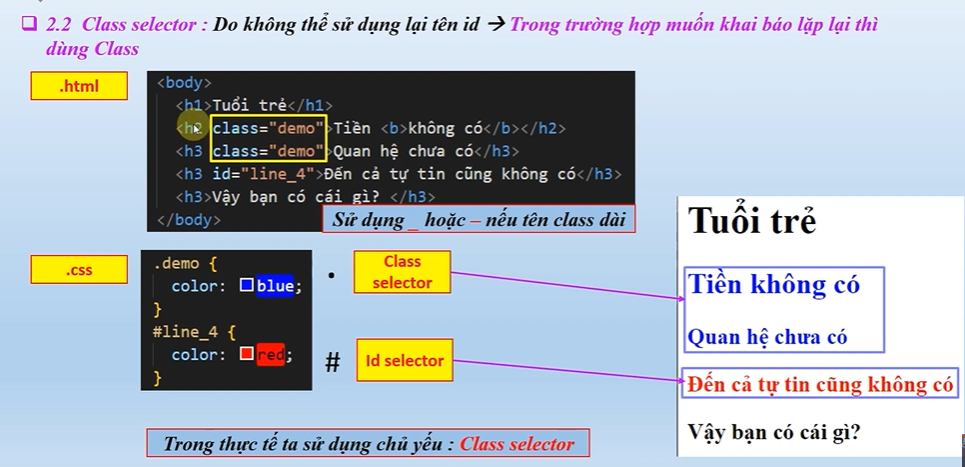 2.2 Class selector : Do không thể sử dụng lại tên id → Trong trường hợp muốn khai báo lặp lại thì
dùng Class
.html
<body>
<h1>Tuổi trẻ</h1>
<h2 class="demo">Tiền <b>không có</b></h2>
<h3 class="demo">Quan hệ chưa có</h3>
<h3 id="line_4">Đến cả tự tin cũng không có</h3>
<h3>Vậy bạn có cái gì? </h3>
</body>
Sử dụng _ hoặc – nếu tên class dài
.css
.demo {
color: blue;
}
#line_4 {
color: red;
}
.
Class
selector
#
Id selector
Tuổi trẻ
Tiền không có
Quan hệ chưa có
Đến cả tự tin cũng không có
Vậy bạn có cái gì?
Trong thực tế ta sử dụng chủ yếu : Class selector